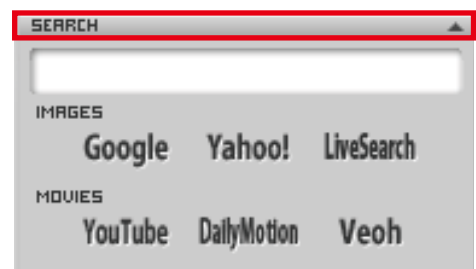 SEARCH
IMAGES
Google Yahoo! LiveSearch
MOVIES
YouTube DailyMotion Veoh